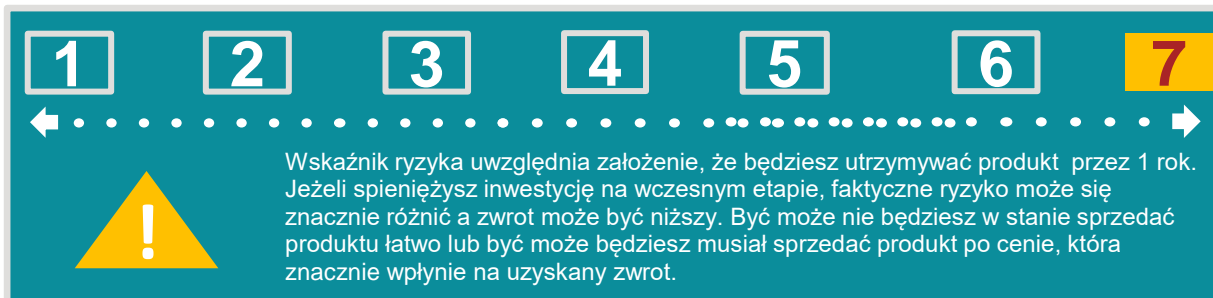 1 2 3 4 5 6 7
!
Wskaźnik ryzyka uwzględnia założenie, że będziesz utrzymywać produkt  przez 1 rok.
Jeżeli spieniężysz inwestycję na wczesnym etapie, faktyczne ryzyko może się
znacznie różnić a zwrot może być niższy. Być może nie będziesz w stanie sprzedać
produktu łatwo lub być może będziesz musiał sprzedać produkt po cenie, która
znacznie wpłynie na uzyskany zwrot.